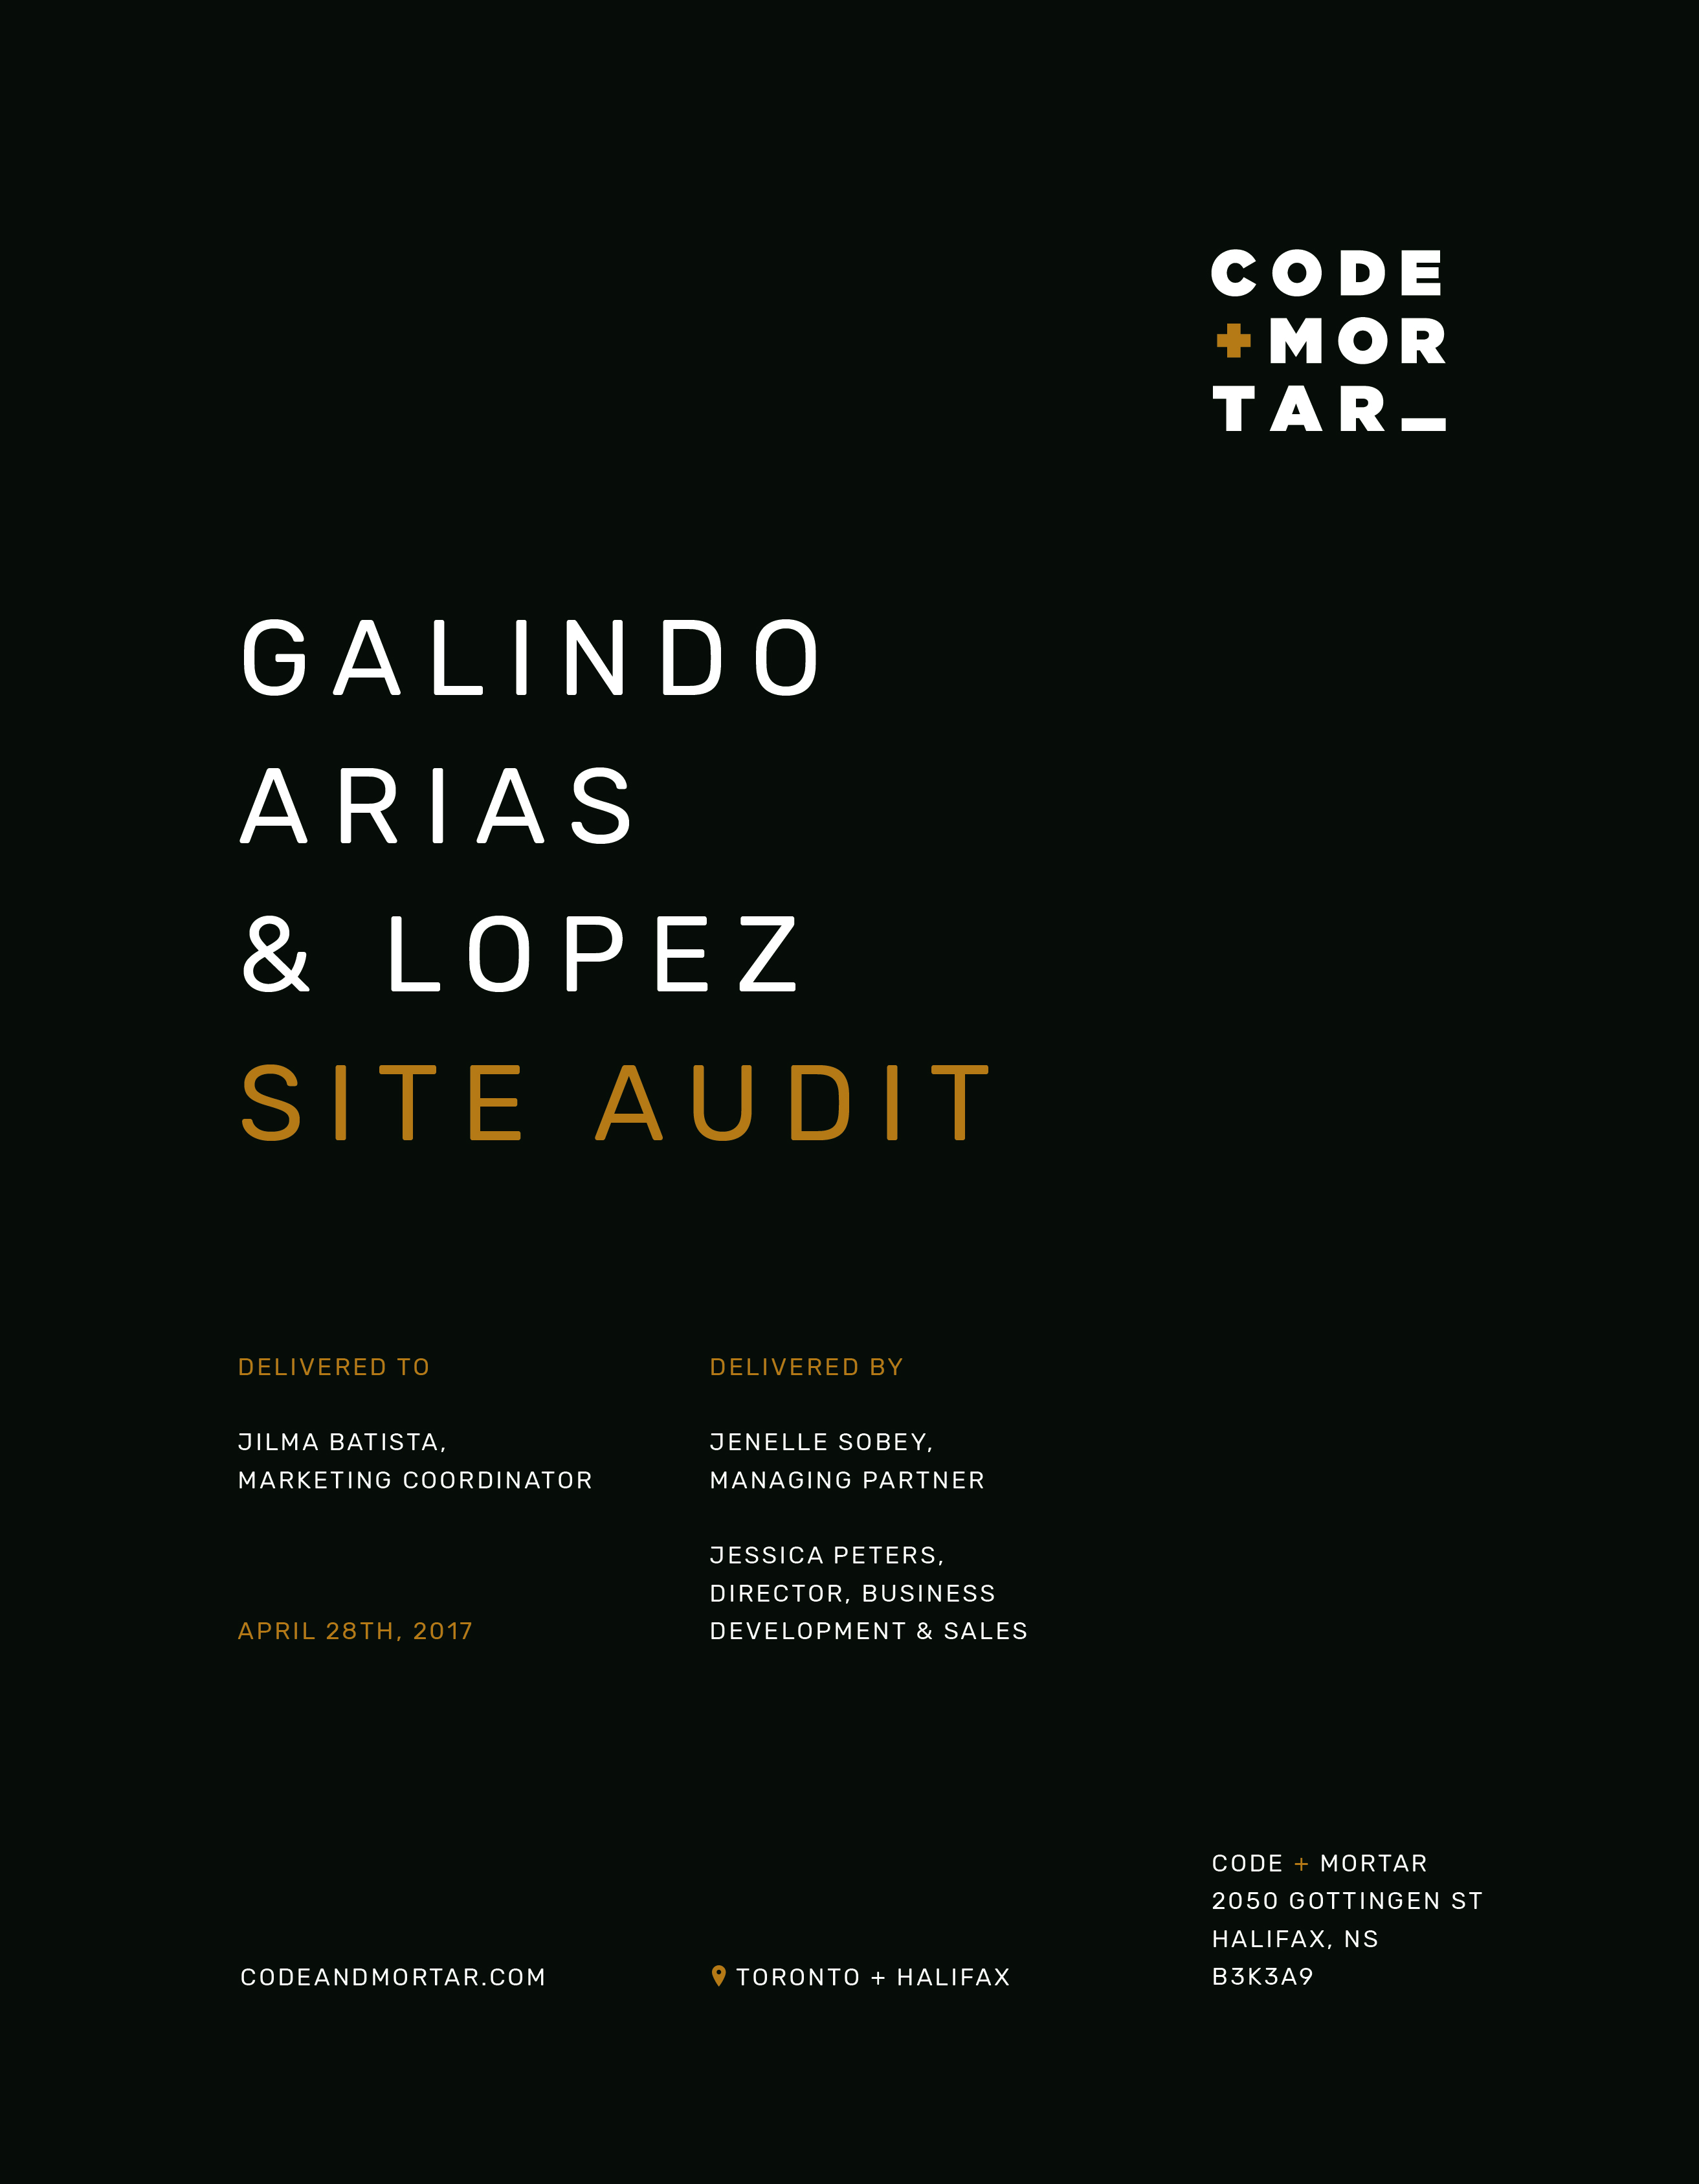 CODE
+MOR
TAR_
GALINDO
ARIAS
& LOPEZ
SITE AUDIT
DELIVERED TO
JILMA BATISTA,
MARKETING COORDINATOR
APRIL 28TH, 2017
DELIVERED BY
JENELLE SOBEY,
MANAGING PARTNER
JESSICA PETERS,
DIRECTOR, BUSINESS
DEVELOPMENT & SALES
CODEANDMORTAR.COM
TORONTO + HALIFAX
CODE + MORTAR
2050 GOTTINGEN ST
HALIFAX, NS
B3K3A9